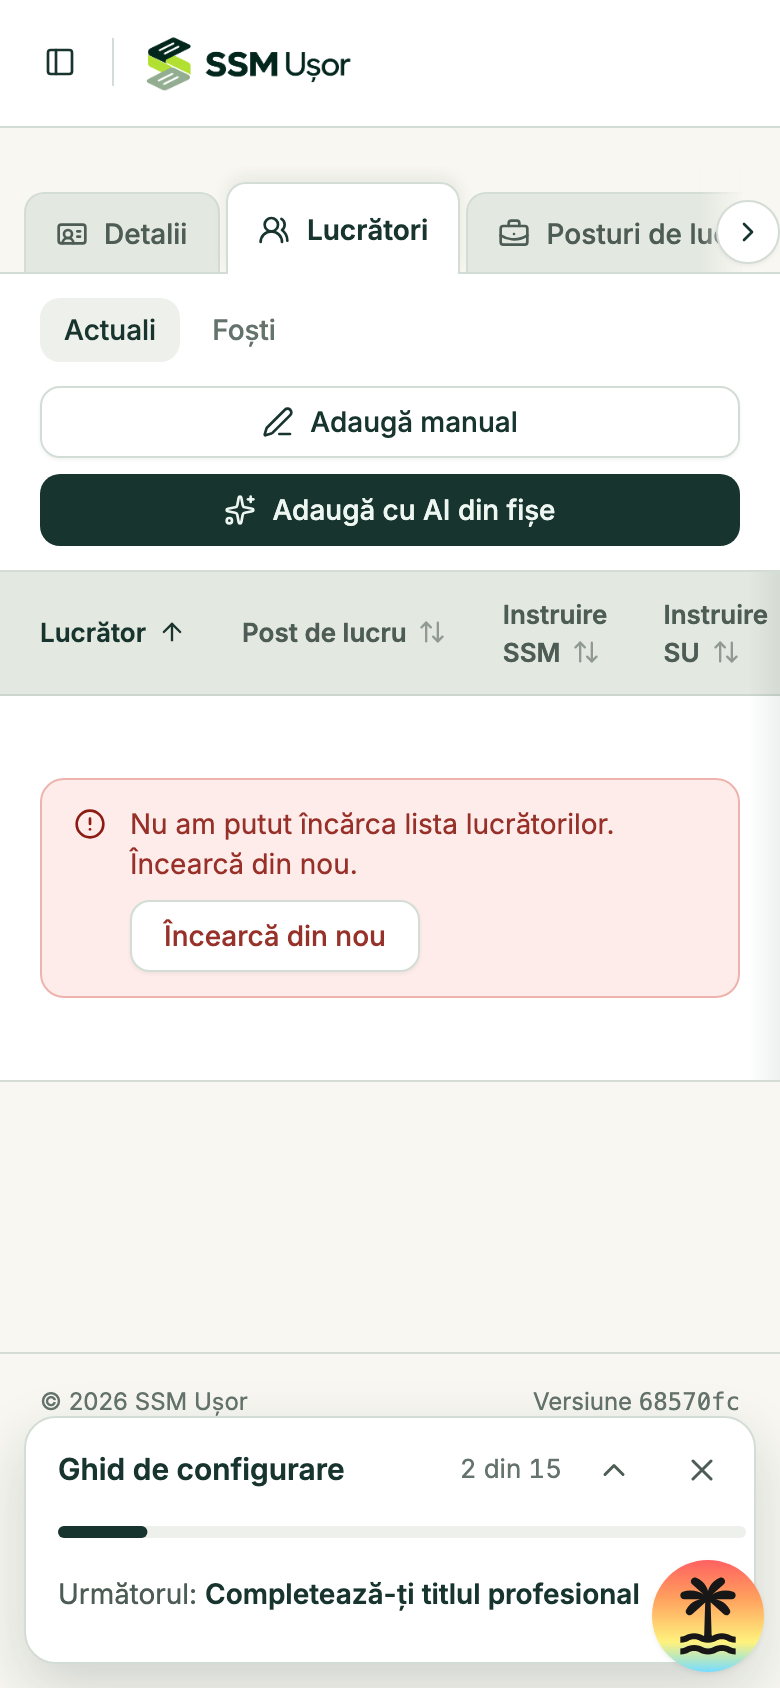 SSM Ușor
Detalii
Lucrători
Posturi de lu
Actuali
Foști
Adaugă manual
Adaugă cu AI din fișe
Lucrător
Post de lucru
Instruire
SSM
Instruire
SU
Nu am putut încărca lista lucrătorilor.
Încearcă din nou.
Încearcă din nou
© 2026 SSM Ușor
Versiune 68570fc
Ghid de configurare
2 din 15
Următorul: Completează-ți titlul profesional